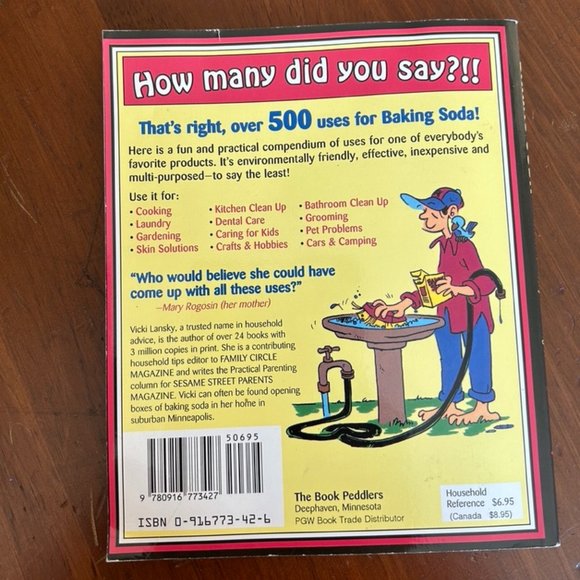 How many did you say?!!
That's right, over 500 uses for Baking Soda!
Here is a fun and practical compendium of uses for one of everybody's
favorite products. It's environmentally friendly, effective, inexpensive and
multi-purposed—to say the least!
Use it for:
• Cooking
• Laundry
• Gardening
• Skin Solutions
• Kitchen Clean Up
• Dental Care
• Caring for Kids
• Crafts & Hobbies
• Bathroom Clean Up
• Grooming
• Pet Problems
• Cars & Camping
"Who would believe she could have
come up with all these uses?"
—Mary Rogosin (her mother)
Vicki Lansky, a trusted name in household
advice, is the author of over 24 books with
3 million copies in print. She is a contributing
household tips editor to FAMILY CIRCLE
MAGAZINE and writes the Practical Parenting
column for SESAME STREET PARENTS
MAGAZINE. Vicki can often be found opening
boxes of baking soda in her home in
suburban Minneapolis.
50695
9 780916 773427
ISBN 0-916773-42-6
The Book Peddlers
Deephaven, Minnesota
PGW Book Trade Distributor
Household
Reference $6.95
(Canada $8.95)